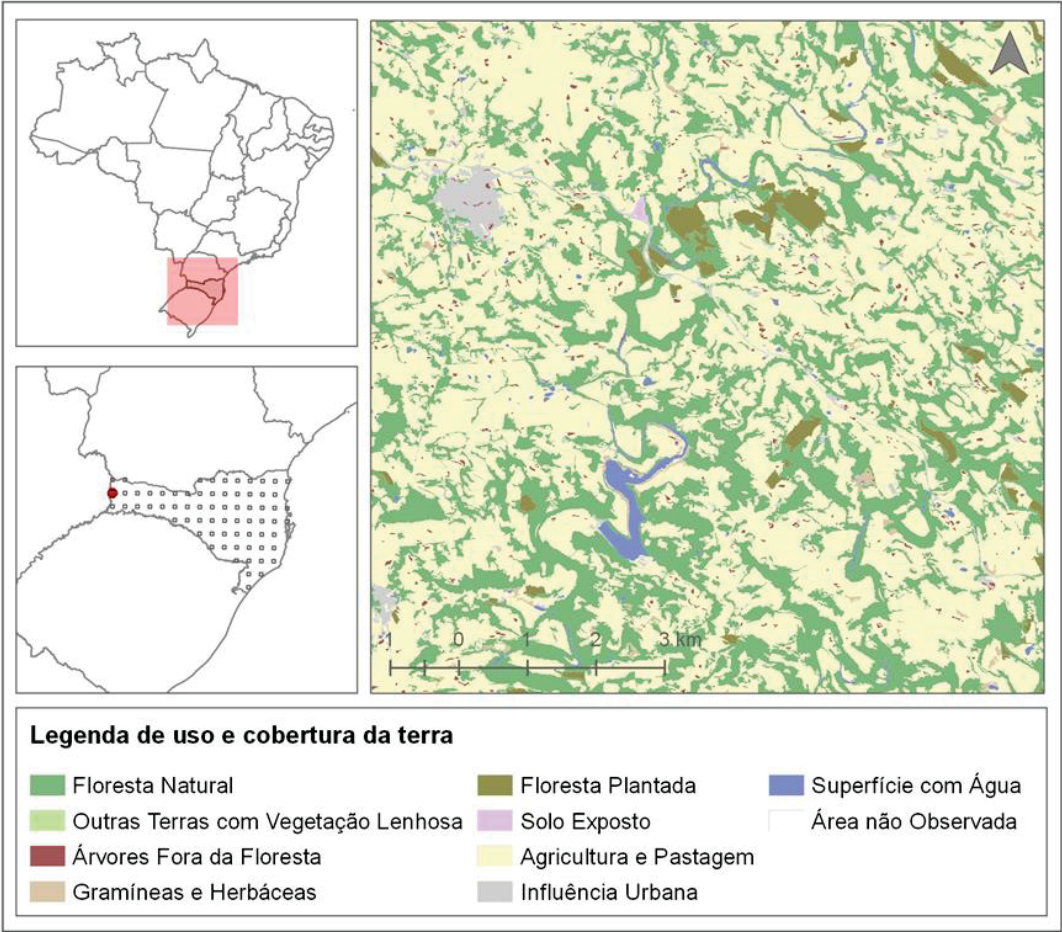 1 0 1 2 3 km
Legenda de uso e cobertura da terra
Floresta Natural
Outras Terras com Vegetação Lenhosa
Árvores Fora da Floresta
Gramíneas e Herbáceas
Floresta Plantada
Solo Exposto
Agricultura e Pastagem
Influência Urbana
Superfície com Água
Área não Observada